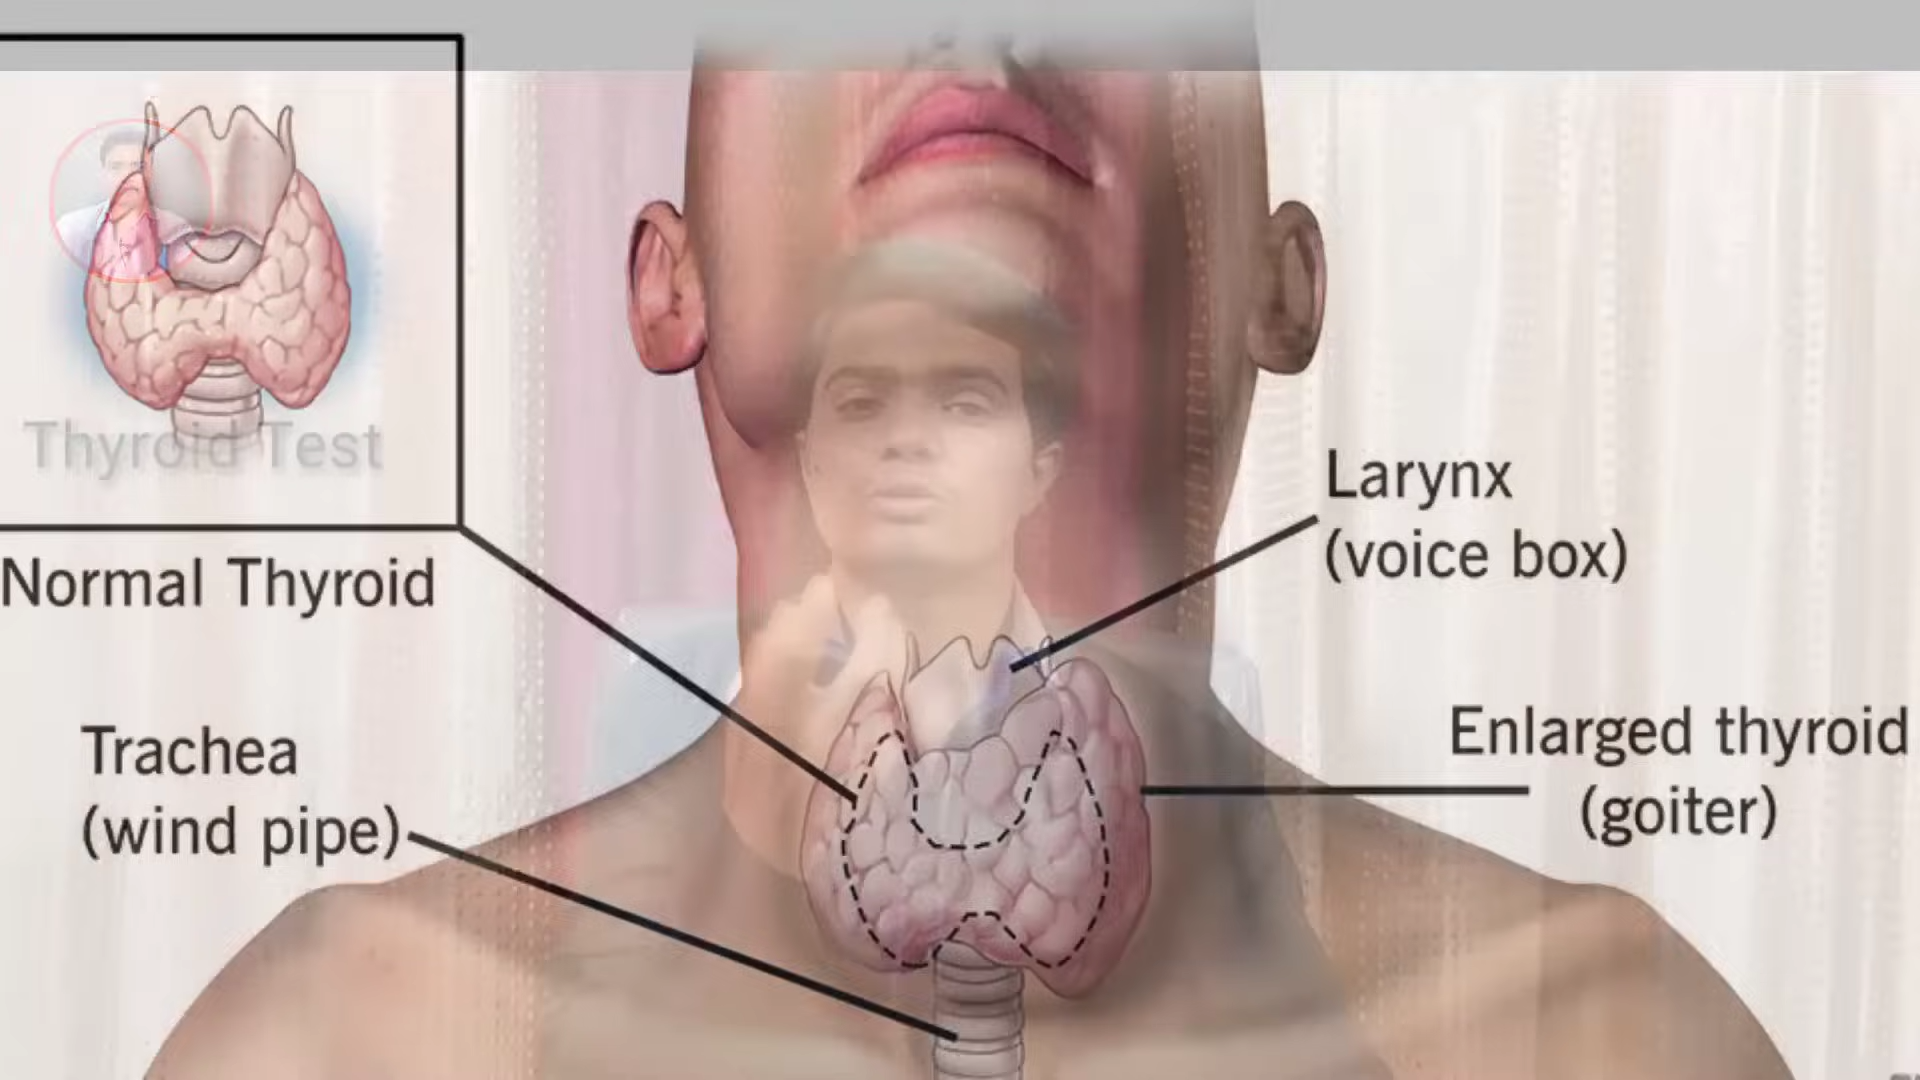 Thyroid Test
Normal Thyroid
Larynx
(voice box)
Trachea
(wind pipe)
Enlarged thyroid
(goiter)